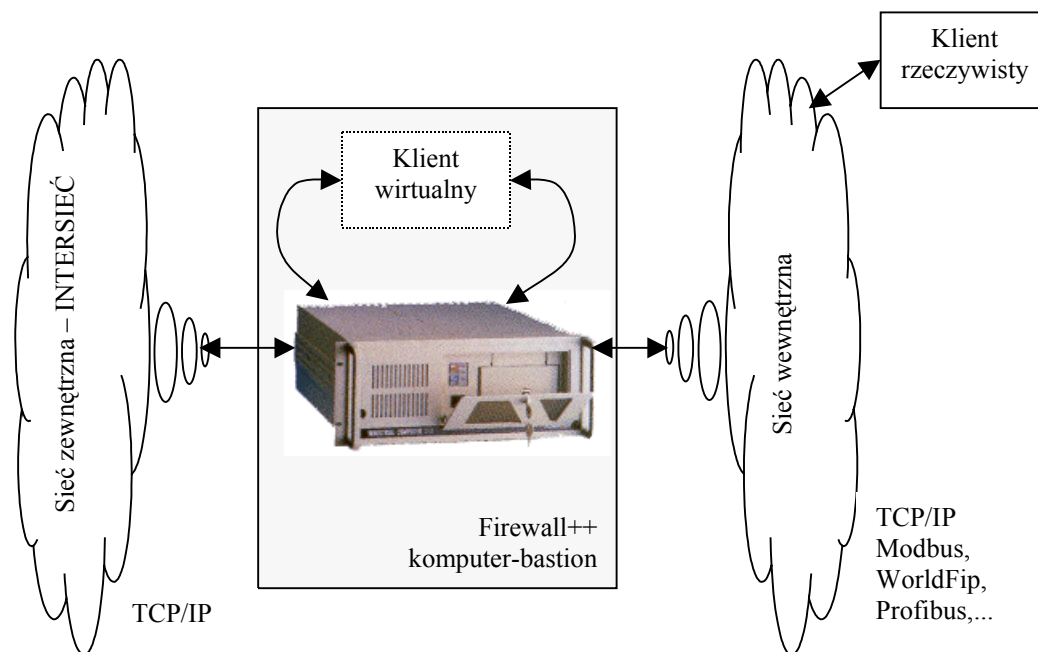 Klient
rzeczywisty
Klient
wirtualny
Sieć zewnętrzna – INTERSIEĆ
Sieć wewnętrzna
Firewall++
komputer-bastion
TCP/IP
TCP/IP
Modbus,
WorldFip,
Profibus,...